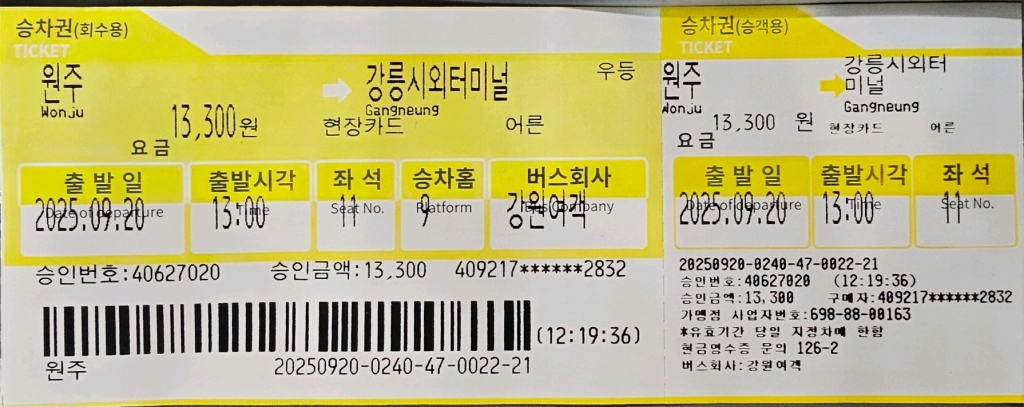 승차권(회수용)
TICKET
원주
Wonju
강릉시외터미널
Gangneung
우등
13,300원
현장카드
어른
요금
출발일 출발시각 좌석 승차홈 버스회사
Date of departure Time Seat No. Platform Bus Company
2025.09.20 13:00 11 9 강원여객
승인번호:40627020 승인금액:13,300 409217******2832
(12:19:36)
원주 20250920-0240-47-0022-21
승차권(승객용)
TICKET
원주
Wonju
강릉시외터
미널
Gangneung
13,300 원 현장카드 어른
요금
출발일 출발시각 좌석
Date of departure Time Seat No.
2025.09.20 13:00 11
20250920-0240-47-0022-21
승인번호:40627020 (12:19:36)
승인금액:13,300 구매자:409217******2832
가맹점 사업자번호:698-88-00163
*유효기간 당일 지정차에 한함
현금영수증 문의 126-2
버스회사:강원여객